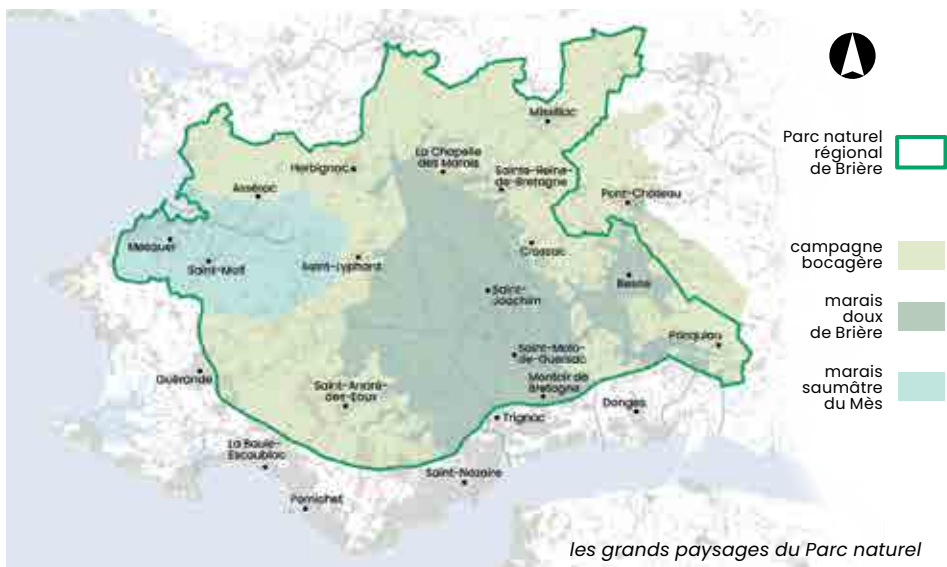 Missillac
La Chapelle
des Marais
Herbignac
Sainte-Reine-
de-Bretagne
Assérac
Pont-Château
Mesquer
Saint-Molf
Saint-Lyphard
Crossac
Besné
Saint-
Joachim
Prinquiau
Saint-Malo-
de-Guersac
Guérande
Saint-André-
des-Eaux
Montoir de
Bretagne
Donges
Trignac
La Baule-
Escoublac
Saint-Nazaire
Pornichet
Parc naturel
régional
de Brière
campagne
bocagère
marais
doux
de Brière
marais
saumâtre
du Mès
les grands paysages du Parc naturel